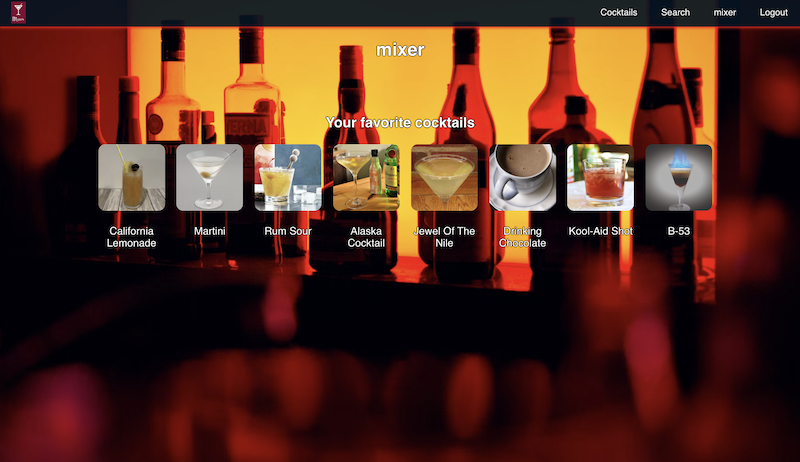 Cocktails
Search
mixer
Logout
mixer
Your favorite cocktails
California
Lemonade
Martini
Rum Sour
Alaska
Cocktail
Jewel Of The
Nile
Drinking
Chocolate
Kool-Aid Shot
B-53